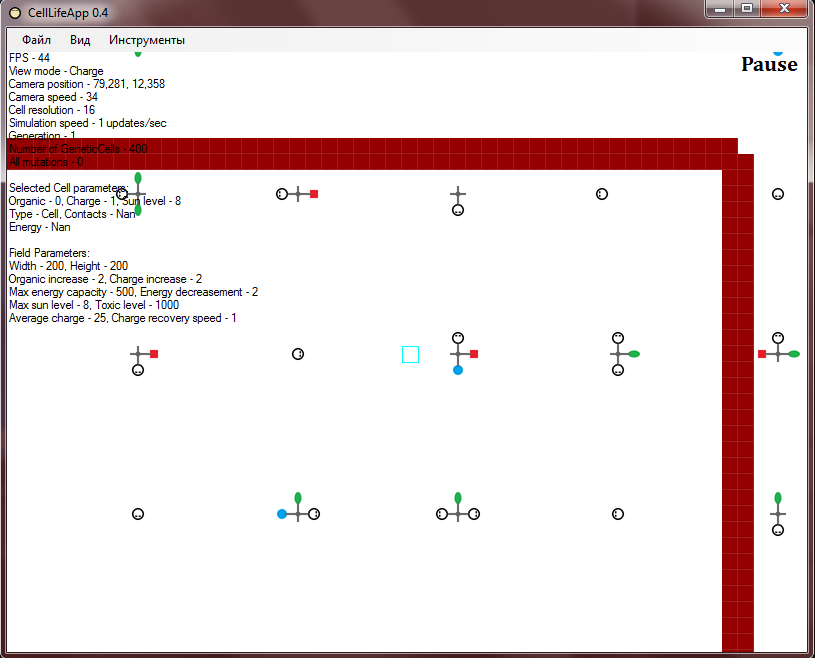 CellLifeApp 0.4
Файл Вид Инструменты
FPS - 44
View mode - Charge
Camera position - 79,281, 12,358
Camera speed - 34
Cell resolution - 16
Simulation speed - 1 updates/sec
Generation - 1
Number of GeneticCells - 400
All mutations - 0
Pause
Selected Cell parameters:
Organic - 0, Charge - 1, Sun level - 8
Type - Cell, Contacts - Nan
Energy - Nan
Field Parameters:
Width - 200, Height - 200
Organic increase - 2, Charge increase - 2
Max energy capacity - 500, Energy decreasement - 2
Max sun level - 8, Toxic level - 1000
Average charge - 25, Charge recovery speed - 1